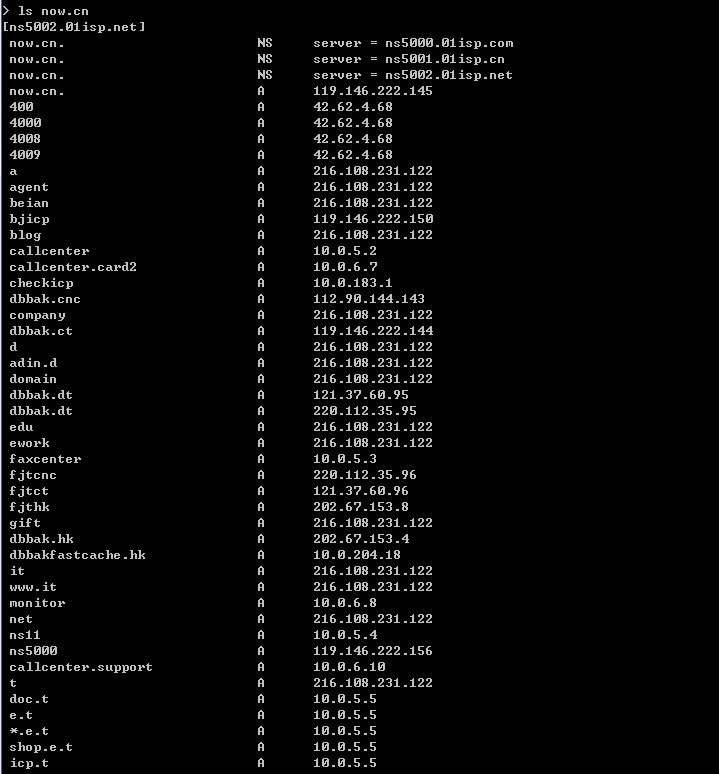 > ls now.cn
[ns5002.01isp.net]
now.cn. NS server = ns5000.01isp.com
now.cn. NS server = ns5001.01isp.cn
now.cn. NS server = ns5002.01isp.net
now.cn. A 119.146.222.145
400 A 42.62.4.68
4000 A 42.62.4.68
4008 A 42.62.4.68
4009 A 42.62.4.68
a A 216.108.231.122
agent A 216.108.231.122
beian A 216.108.231.122
bjicp A 119.146.222.150
blog A 216.108.231.122
callcenter A 10.0.5.2
callcenter.card2 A 10.0.6.7
checkicp A 10.0.183.1
dbbak.cnc A 112.90.144.143
company A 216.108.231.122
dbbak.ct A 119.146.222.144
d A 216.108.231.122
adin.d A 216.108.231.122
domain A 216.108.231.122
dbbak.dt A 121.37.60.95
dbbak.dt A 220.112.35.95
edu A 216.108.231.122
ework A 216.108.231.122
faxcenter A 10.0.5.3
fjtcnc A 220.112.35.96
fjtct A 121.37.60.96
fjthk A 202.67.153.8
gift A 216.108.231.122
dbbak.hk A 202.67.153.4
dbbakfastcache.hk A 10.0.204.18
it A 216.108.231.122
www.it A 216.108.231.122
monitor A 10.0.6.8
net A 216.108.231.122
ns11 A 10.0.5.4
ns5000 A 119.146.222.156
callcenter.support A 10.0.6.10
t A 216.108.231.122
doc.t A 10.0.5.5
e.t A 10.0.5.5
*.e.t A 10.0.5.5
shop.e.t A 10.0.5.5
icp.t A 10.0.5.5